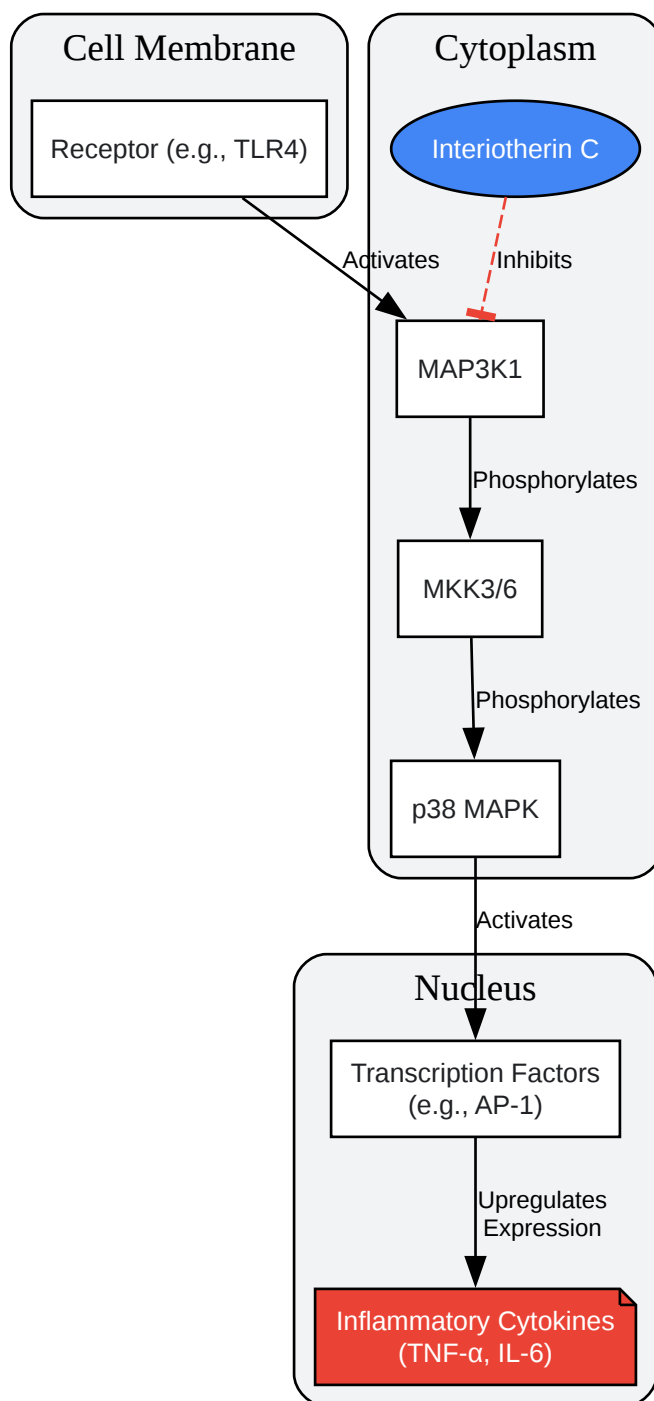 Cell Membrane
Receptor (e.g., TLR4)
Cytoplasm
Interiotherin C
Activates
Inhibits
MAP3K1
Phosphorylates
MKK3/6
Phosphorylates
p38 MAPK
Activates
Nucleus
Transcription Factors
(e.g., AP-1)
Upregulates
Expression
Inflammatory Cytokines
(TNF-α, IL-6)